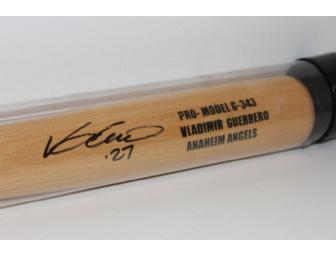 PRO- MODEL G-343
VLADIMIR GUERRERO
ANAHEIM ANGELS
.27